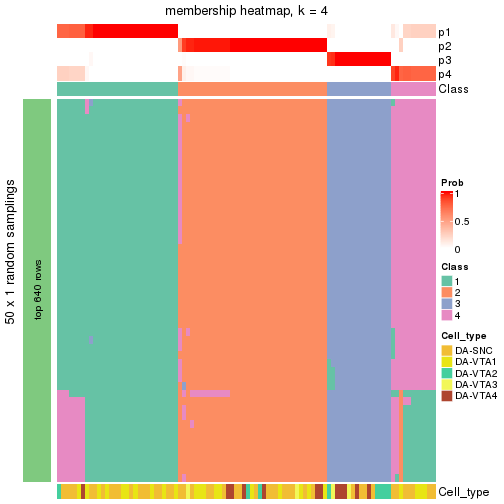 membership heatmap, k = 4
p1
p2
p3
p4
Class
50 x 1 random samplings
top 640 rows
Prob
1
0.5
0
Class
1
2
3
4
Cell_type
DA-SNC
DA-VTA1
DA-VTA2
DA-VTA3
DA-VTA4
Cell_type